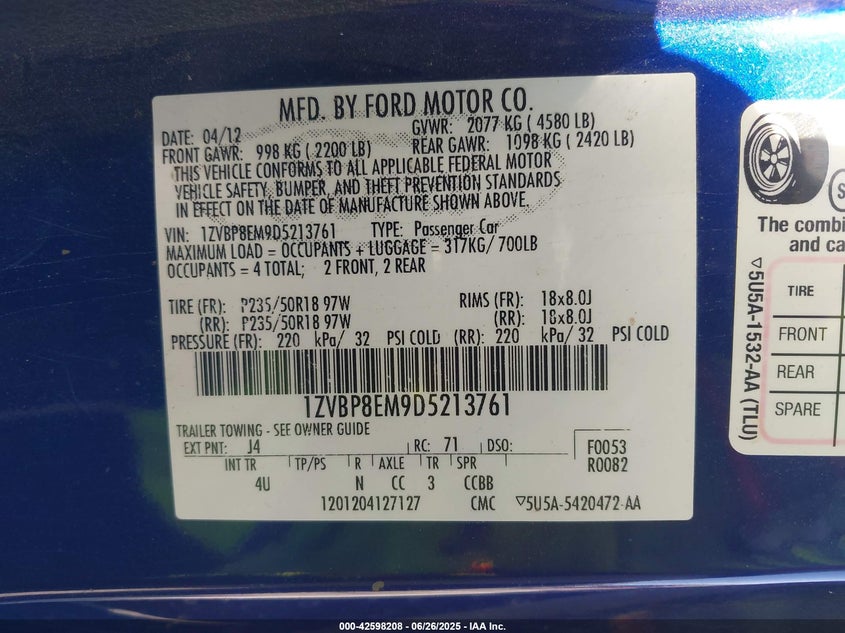 MFD. BY FORD MOTOR CO.
DATE: 04/12
GVWR: 2077 KG ( 4580 LB)
FRONT GAWR: 998 KG ( 2200 LB)
REAR GAWR: 1098 KG ( 2420 LB)
THIS VEHICLE CONFORMS TO ALL APPLICABLE FEDERAL MOTOR
VEHICLE SAFETY, BUMPER, AND THEFT PREVENTION STANDARDS
IN EFFECT ON THE DATE OF MANUFACTURE SHOWN ABOVE.
VIN: 1ZVBP8EM9D5213761 TYPE: Passenger Car
MAXIMUM LOAD = OCCUPANTS + LUGGAGE = 317KG/ 700LB
OCCUPANTS = 4 TOTAL; 2 FRONT, 2 REAR
TIRE (FR): P235/50R18 97W RIMS (FR): 18x8.0J
(RR): P235/50R18 97W (RR): 18x8.0J
PRESSURE (FR): 220 kPa/ 32 PSI COLD (RR): 220 kPa/ 32 PSI COLD
1ZVBP8EM9D5213761
TRAILER TOWING - SEE OWNER GUIDE
EXT PNT: J4 RC: 71 DSO:
F0053
R0082
INT TR TP/PS R AXLE TR SPR
4U N CC 3 CCBB
1201204127127 CMC ▽5U5A-5420472-AA
The combi
and ca
TIRE
FRONT
REAR
SPARE
▽5U5A-1532-AA (TLU)
000-42598208 - 06/26/2025 - IAA Inc.